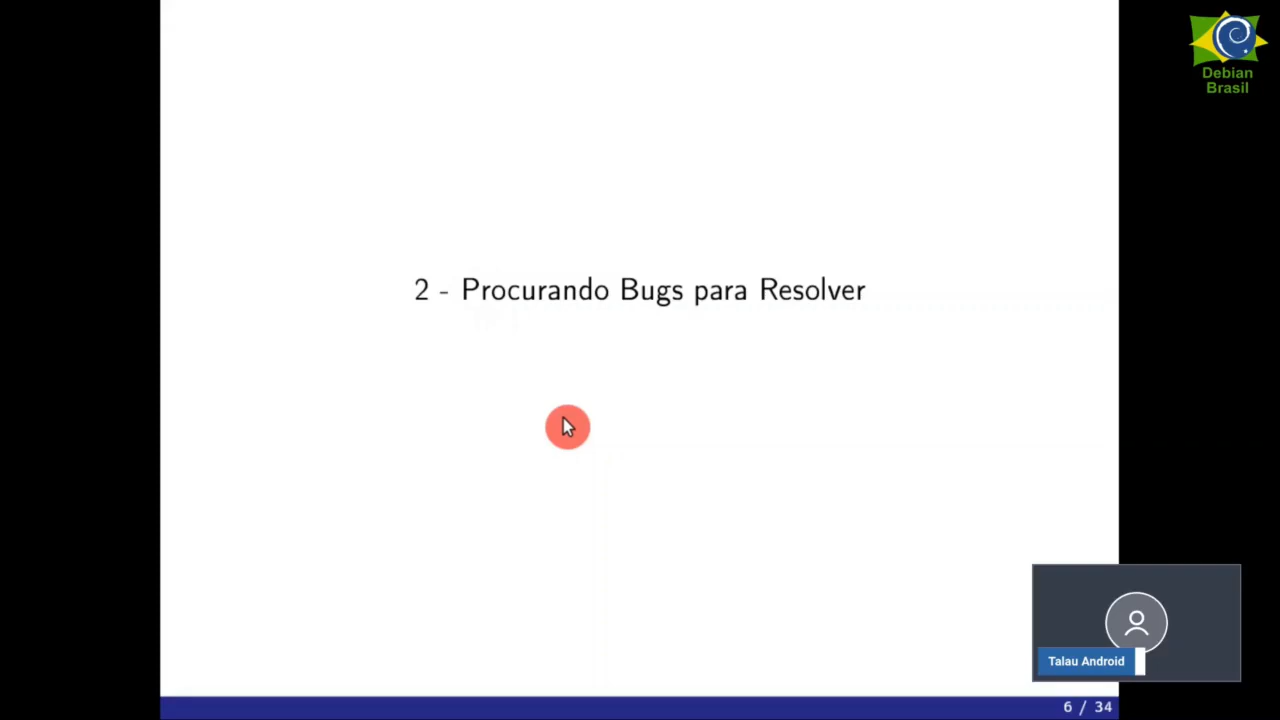 Debian
Brasil
2 - Procurando Bugs para Resolver
Talau Android
6 / 34